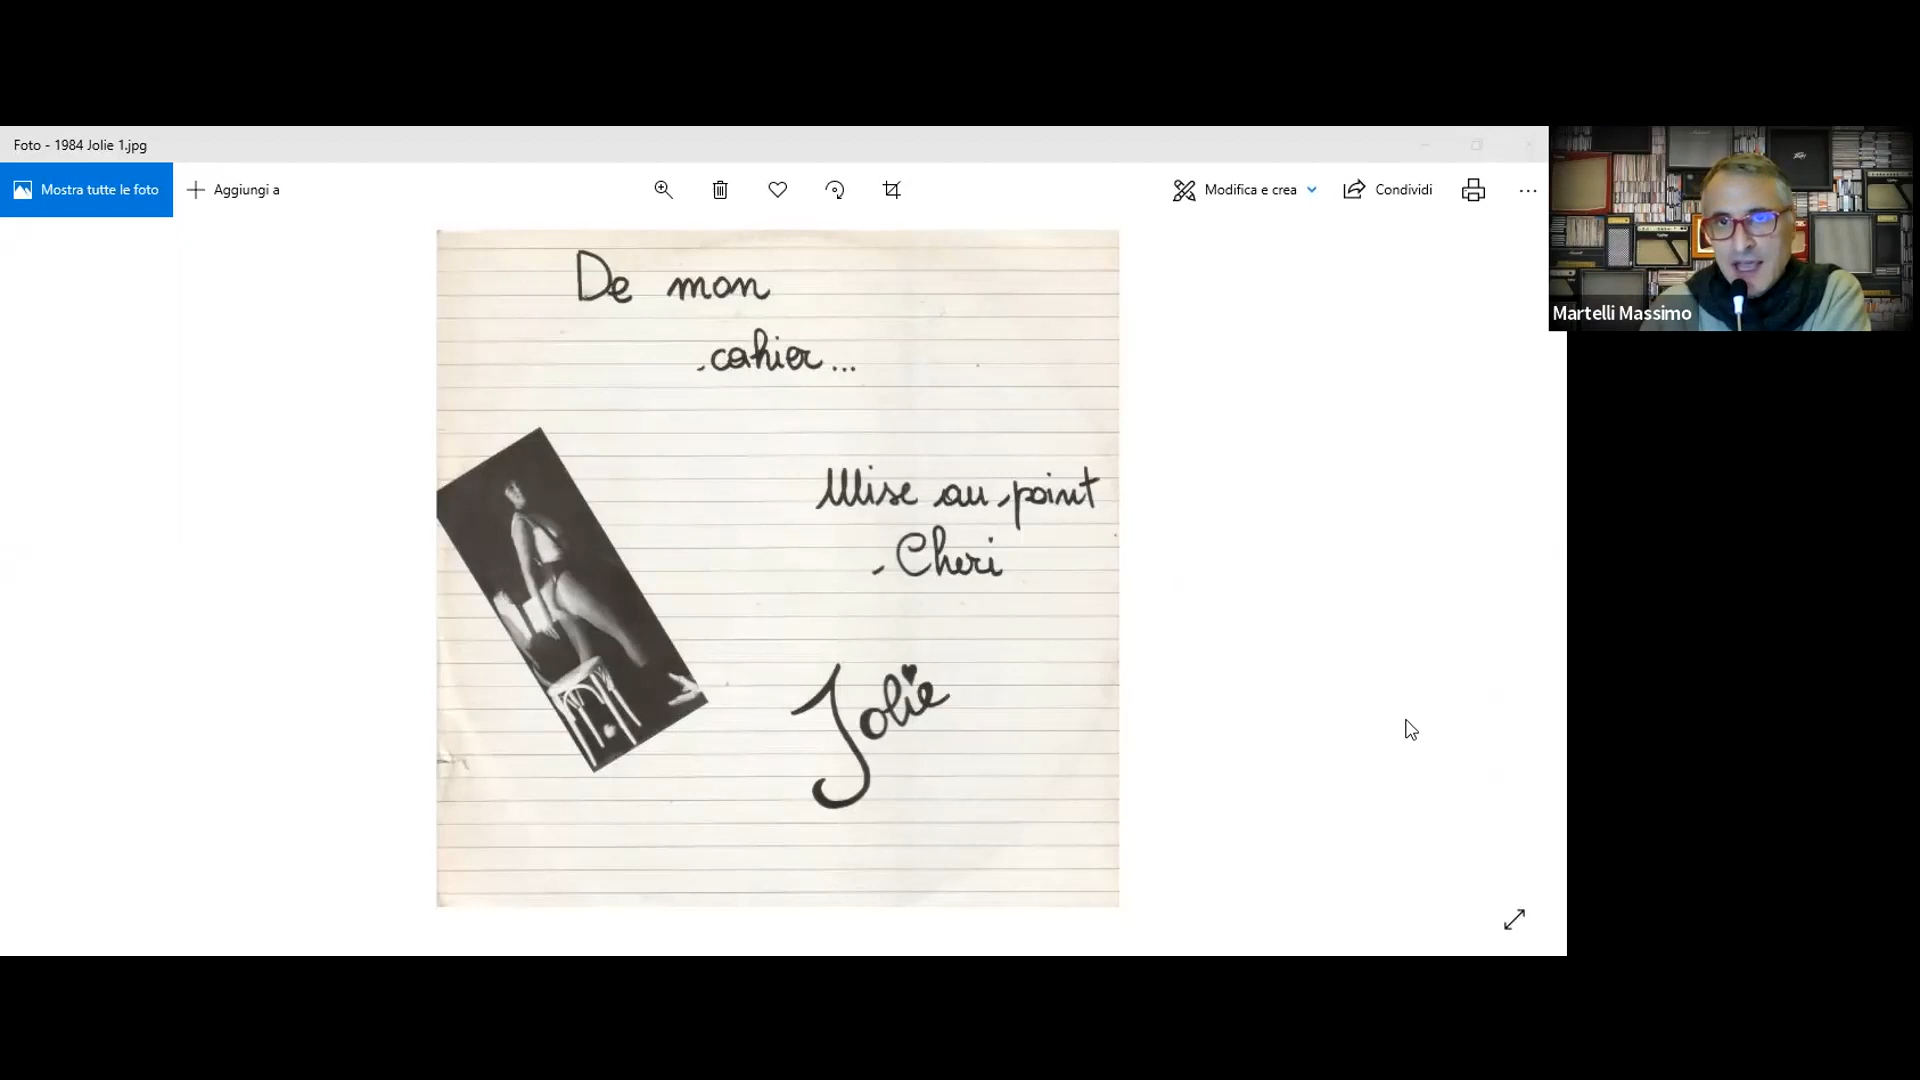 Foto - 1984 Jolie 1.jpg
Mostra tutte le foto
Aggiungi a
Modifica e crea
Condividi
De mon
cahier...
Mise au point
Cheri
Jolie
Martelli Massimo